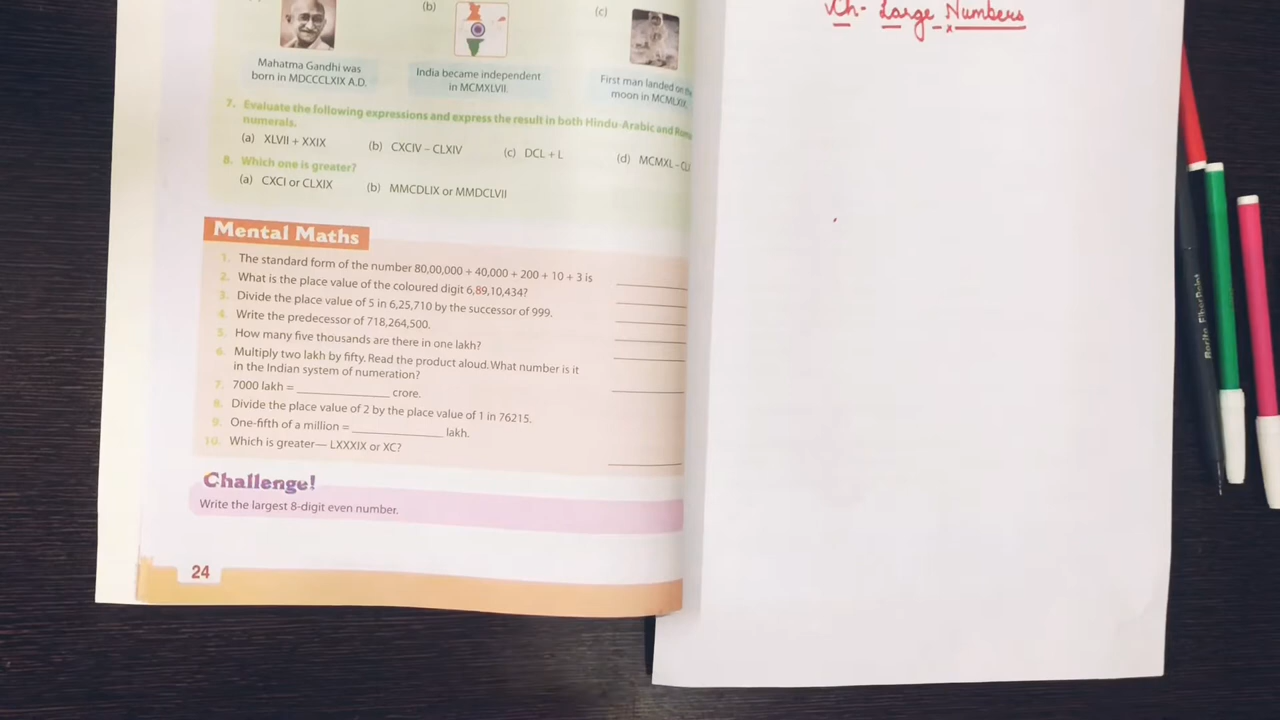 (b)
(c)
Mahatma Gandhi was
born in MDCCCLXIX A.D.
India became independent
in MCMXLVII.
First man landed on the
moon in MCMLXIX.
7. Evaluate the following expressions and express the result in both Hindu-Arabic and
numerals.
(a) XLVII + XXIX
(b) CXCIV – CLXIV
(c) DCL + L
(d) MCMXL –
8. Which one is greater?
(a) CXCI or CLXIX
(b) MMCDLIX or MMDCLVII
Mental Maths
1. The standard form of the number 80,00,000 + 40,000 + 200 + 10 + 3 is
2. What is the place value of the coloured digit 6,89,10,434?
3. Divide the place value of 5 in 6,25,710 by the successor of 999.
4. Write the predecessor of 718,264,500.
5. How many five thousands are there in one lakh?
6. Multiply two lakh by fifty. Read the product aloud. What number is it
in the Indian system of numeration?
7. 7000 lakh = ____________ crore.
8. Divide the place value of 2 by the place value of 1 in 76215.
9. One-fifth of a million = ____________ lakh.
10. Which is greater— LXXXIX or XC?
Challenge!
Write the largest 8-digit even number.
24
Ch- Large Numbers